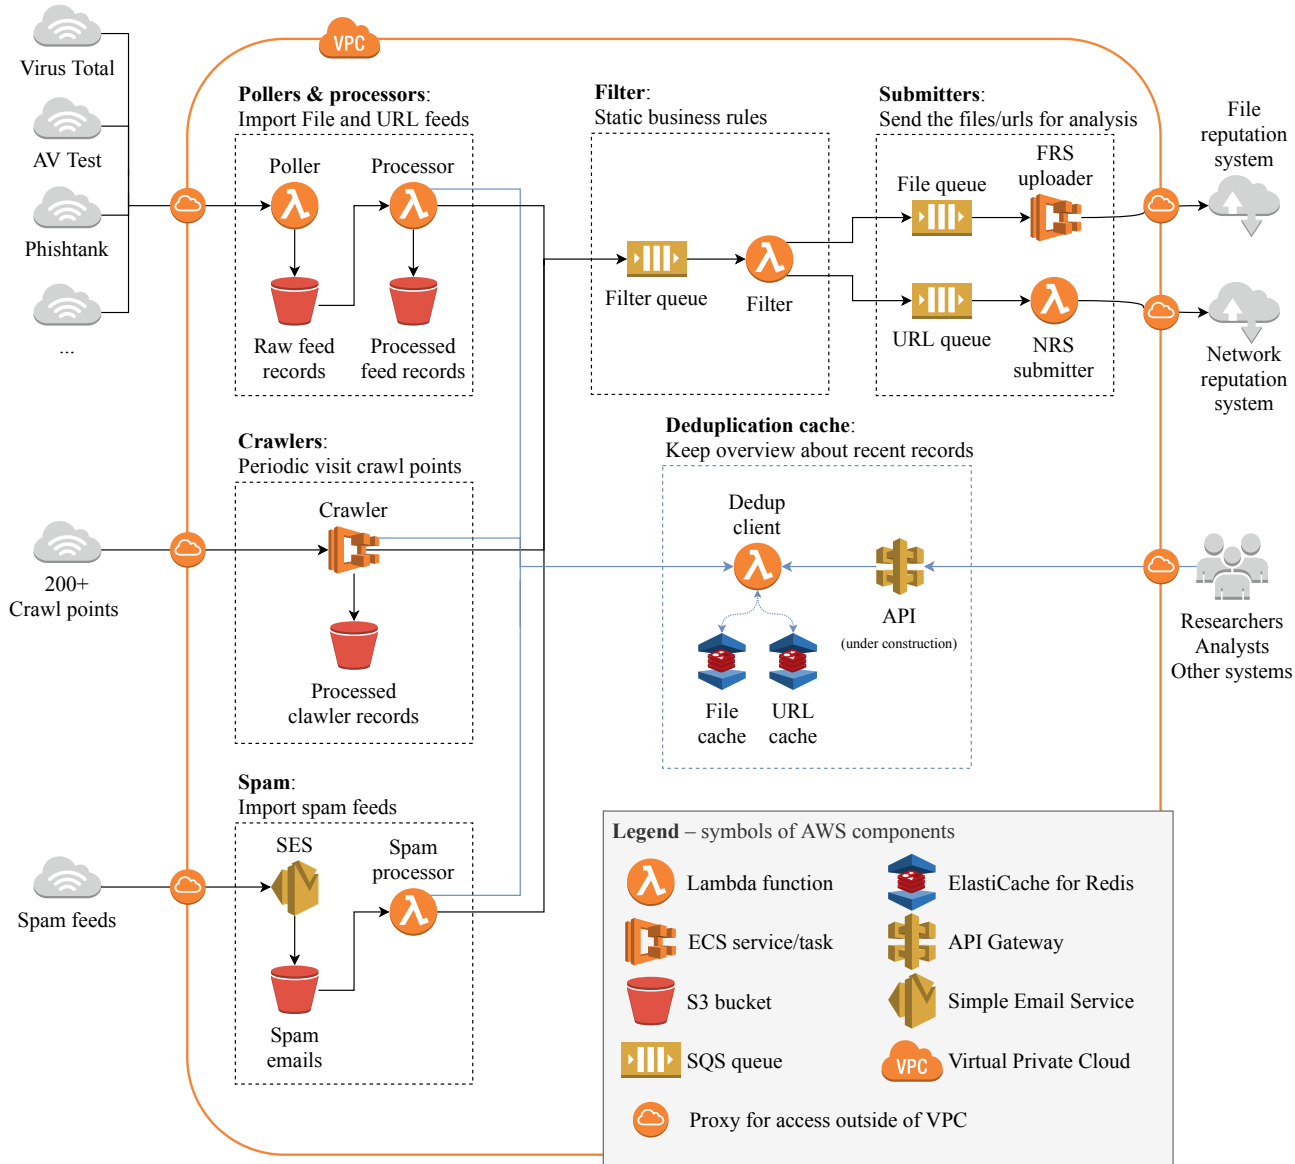 VPC
Virus Total
AV Test
Phishtank
...
200+
Crawl points
Spam feeds
Pollers & processors:
Import File and URL feeds
Poller
Processor
Raw feed
records
Processed
feed records
Crawlers:
Periodic visit crawl points
Crawler
Processed
clawler records
Spam:
Import spam feeds
SES
Spam
processor
Spam
emails
Filter:
Static business rules
Filter queue
Filter
Submitters:
Send the files/urls for analysis
File queue
FRS
uploader
URL queue
NRS
submitter
File
reputation
system
Network
reputation
system
Deduplication cache:
Keep overview about recent records
Dedup
client
API
(under construction)
File
cache
URL
cache
Researchers
Analysts
Other systems
Legend – symbols of AWS components
Lambda function
ECS service/task
S3 bucket
SQS queue
Proxy for access outside of VPC
ElastiCache for Redis
API Gateway
Simple Email Service
VPC
Virtual Private Cloud